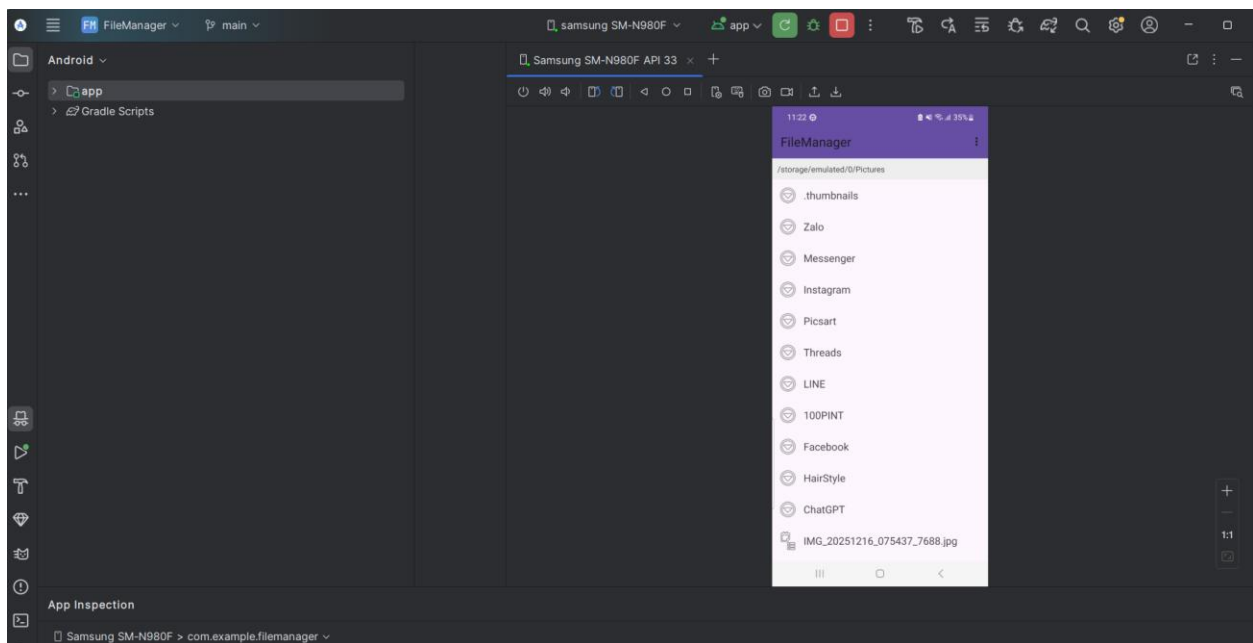 FM FileManager main samsung SM-N980F app
Android Samsung SM-N980F API 33
app
Gradle Scripts
11:22 35%
FileManager
/storage/emulated/0/Pictures
.thumbnails
Zalo
Messenger
Instagram
Picsart
Threads
LINE
100PINT
Facebook
HairStyle
ChatGPT
IMG_20251216_075437_7688.jpg
1:1
App Inspection
Samsung SM-N980F > com.example.filemanager